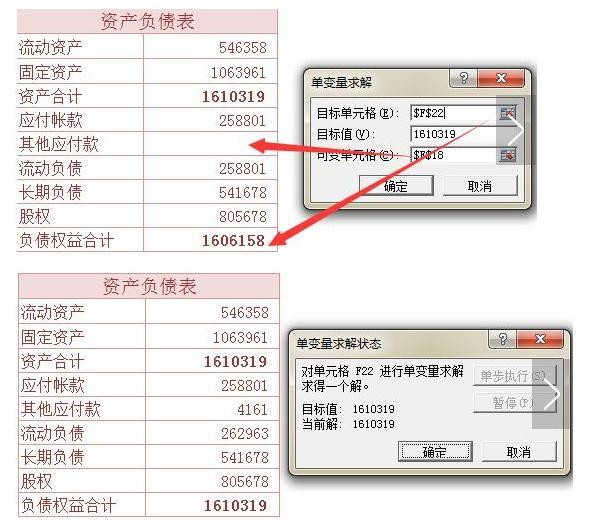 资产负债表
流动资产 546358
固定资产 1063961
资产合计 1610319
应付帐款 258801
其他应付款
流动负债 258801
长期负债 541678
股权 805678
负债权益合计 1606158
单变量求解
目标单元格(E): $F$22
目标值(V): 1610319
可变单元格(C): $F$18
确定 取消
资产负债表
流动资产 546358
固定资产 1063961
资产合计 1610319
应付帐款 258801
其他应付款 4161
流动负债 262963
长期负债 541678
股权 805678
负债权益合计 1610319
单变量求解状态
对单元格 F22 进行单变量求解 单步执行(S)
求得一个解。
暂停(P)
目标值: 1610319
当前解: 1610319
确定 取消